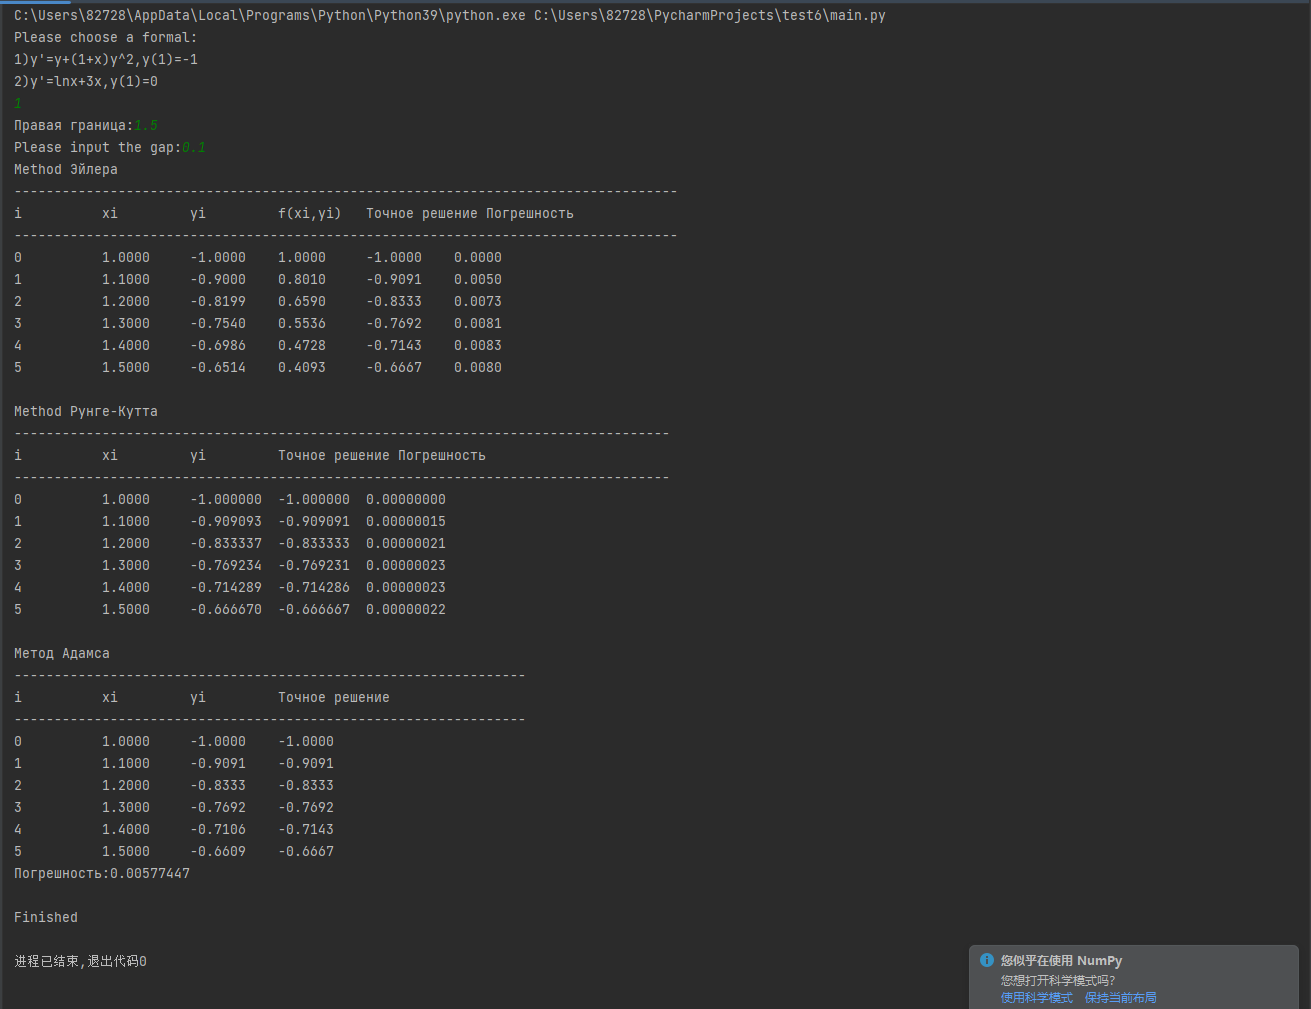 C:\Users\82728\AppData\Local\Programs\Python\Python39\python.exe C:\Users\82728\PycharmProjects\test6\main.py
Please choose a formal:
1)y'=y+(1+x)y^2,y(1)=-1
2)y'=lnx+3x,y(1)=0
1
Правая граница:1.5
Please input the gap:0.1
Method Эйлера
-----------------------------------------------------------------------------------
i xi yi f(xi,yi) Точное решение Погрешность
-----------------------------------------------------------------------------------
0 1.0000 -1.0000 1.0000 -1.0000 0.0000
1 1.1000 -0.9000 0.8010 -0.9091 0.0050
2 1.2000 -0.8199 0.6590 -0.8333 0.0073
3 1.3000 -0.7540 0.5536 -0.7692 0.0081
4 1.4000 -0.6986 0.4728 -0.7143 0.0083
5 1.5000 -0.6514 0.4093 -0.6667 0.0080
Method Рунге-Кутта
----------------------------------------------------------------------------------
i xi yi Точное решение Погрешность
----------------------------------------------------------------------------------
0 1.0000 -1.000000 -1.000000 0.00000000
1 1.1000 -0.909093 -0.909091 0.00000015
2 1.2000 -0.833337 -0.833333 0.00000021
3 1.3000 -0.769234 -0.769231 0.00000023
4 1.4000 -0.714289 -0.714286 0.00000023
5 1.5000 -0.666670 -0.666667 0.00000022
Метод Адамса
----------------------------------------------------------------
i xi yi Точное решение
----------------------------------------------------------------
0 1.0000 -1.0000 -1.0000
1 1.1000 -0.9091 -0.9091
2 1.2000 -0.8333 -0.8333
3 1.3000 -0.7692 -0.7692
4 1.4000 -0.7106 -0.7143
5 1.5000 -0.6609 -0.6667
Погрешность:0.00577447
Finished
进程已结束,退出代码0
您似乎在使用 NumPy
您想打开科学模式吗?
使用科学模式 保持当前布局